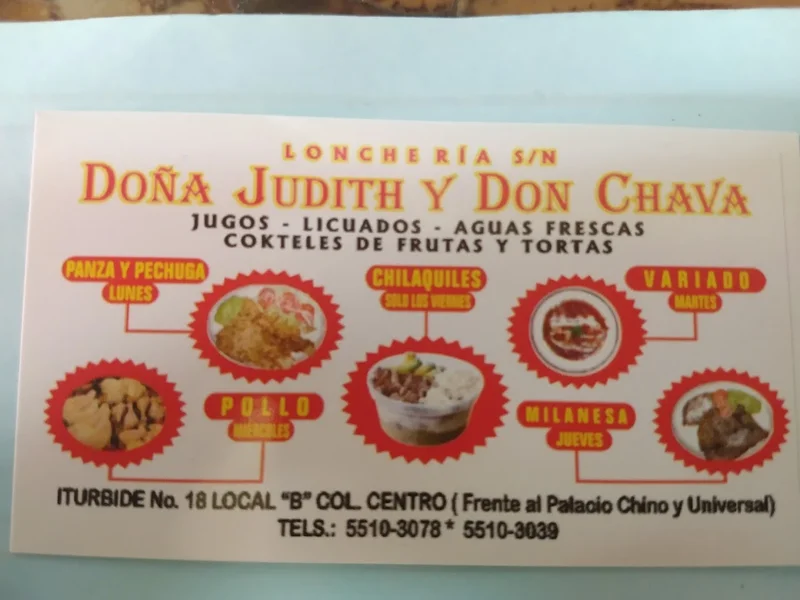 LONCHERÍA S/N
DOÑA JUDITH Y DON CHAVA
JUGOS - LICUADOS - AGUAS FRESCAS
COKTELES DE FRUTAS Y TORTAS
PANZA Y PECHUGA
LUNES
CHILAQUILES
SOLO LOS VIERNES
VARIADO
MARTES
POLLO
MIERCOLES
MILANESA
JUEVES
ITURBIDE No. 18 LOCAL "B" COL. CENTRO ( Frente al Palacio Chino y Universal)
TELS.: 5510-3078 * 5510-3039